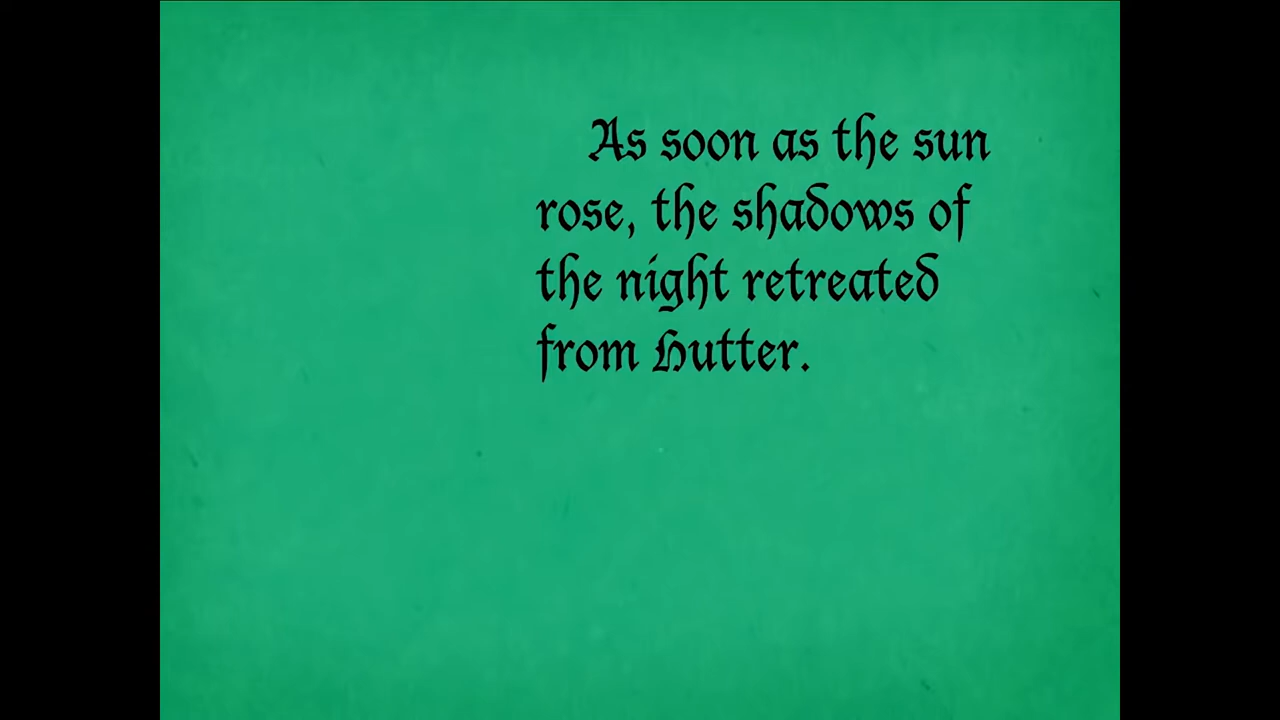 As soon as the sun
rose, the shadows of
the night retreated
from Hutter.